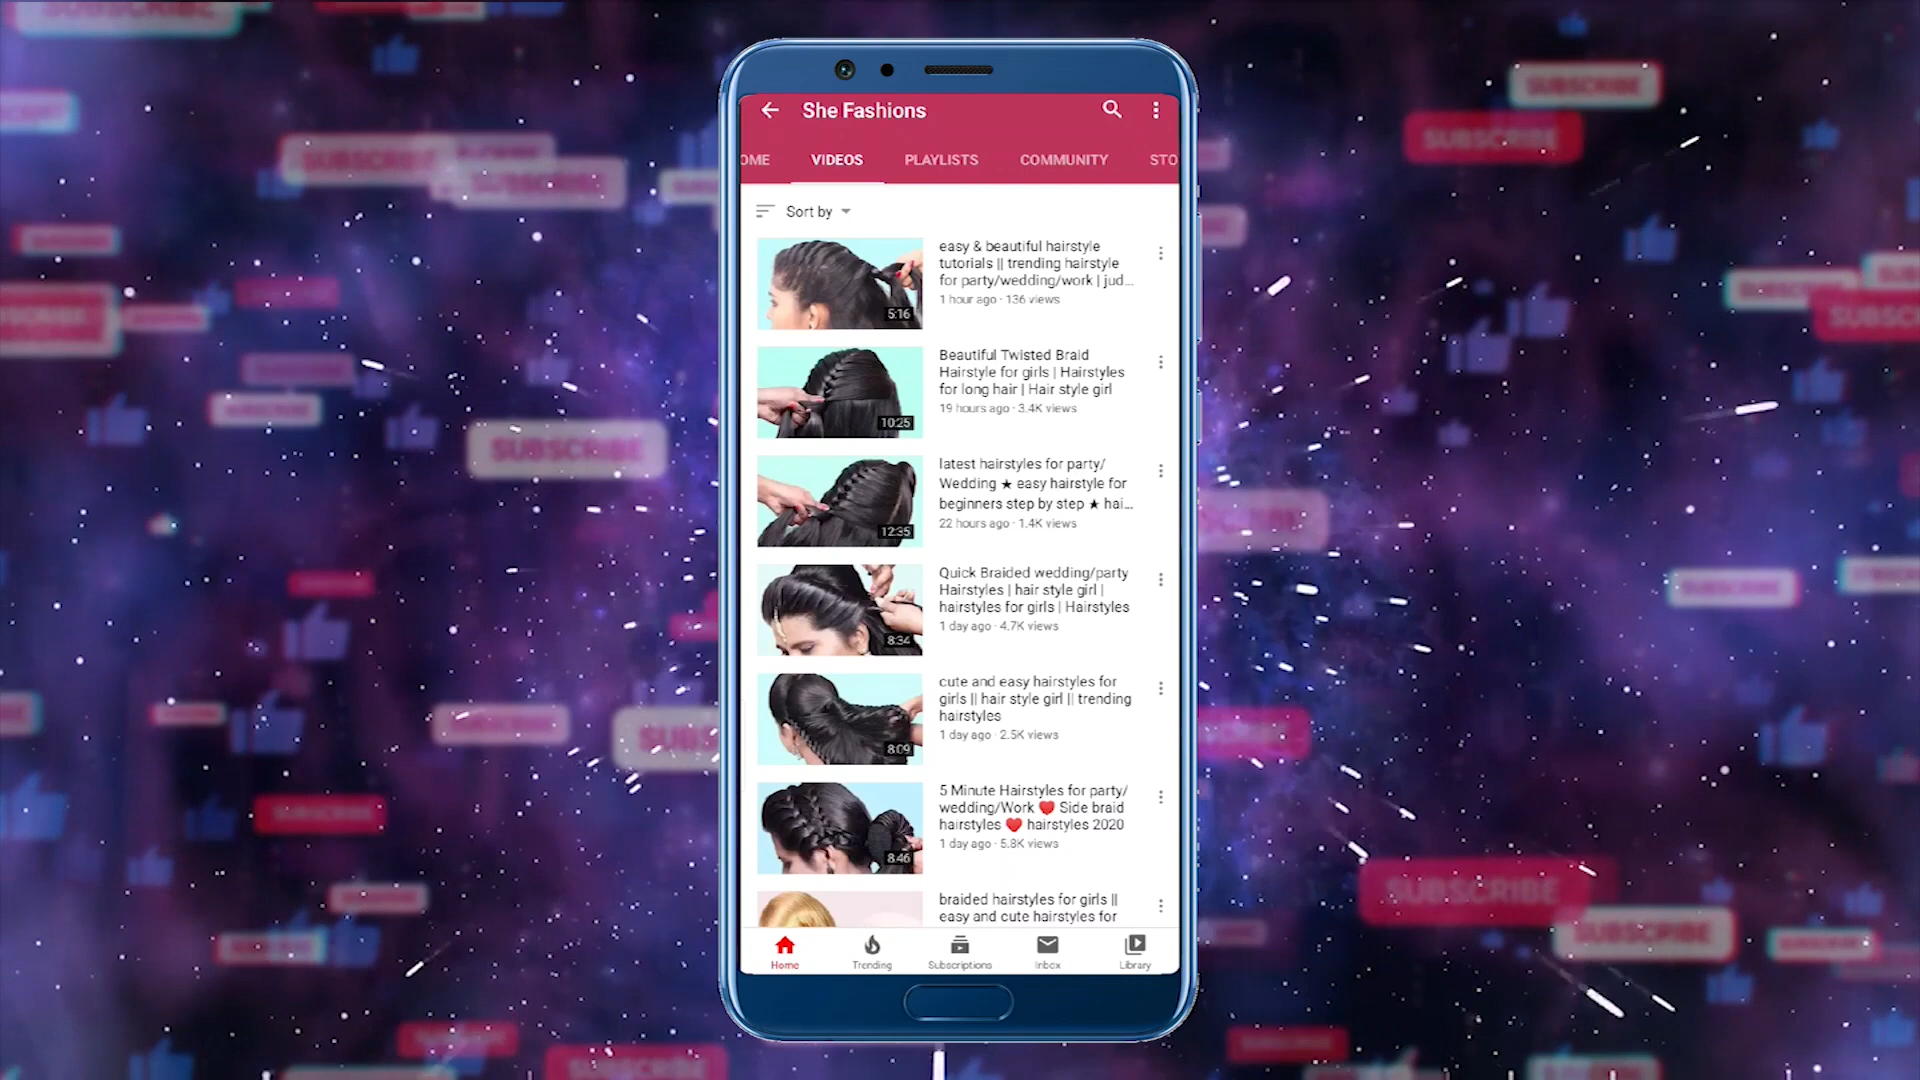 She Fashions
OME VIDEOS PLAYLISTS COMMUNITY STO
Sort by
easy & beautiful hairstyle
tutorials || trending hairstyle
for party/wedding/work | jud...
1 hour ago · 136 views
5:16
Beautiful Twisted Braid
Hairstyle for girls | Hairstyles
for long hair | Hair style girl
19 hours ago · 3.4K views
10:25
latest hairstyles for party/
Wedding ★ easy hairstyle for
beginners step by step ★ hai...
22 hours ago · 1.4K views
12:35
Quick Braided wedding/party
Hairstyles | hair style girl |
hairstyles for girls | Hairstyles
1 day ago · 4.7K views
8:34
cute and easy hairstyles for
girls || hair style girl || trending
hairstyles
1 day ago · 2.5K views
8:09
5 Minute Hairstyles for party/
wedding/Work ♥ Side braid
hairstyles ♥ hairstyles 2020
1 day ago · 5.8K views
8:46
braided hairstyles for girls ||
easy and cute hairstyles for
Home Trending Subscriptions Inbox Library
SUBSCRIBE
SUBSCRIBE
SUBSCRIBE
SUBSCRIBE
SUBSCRIBE
SUBSCRIBE